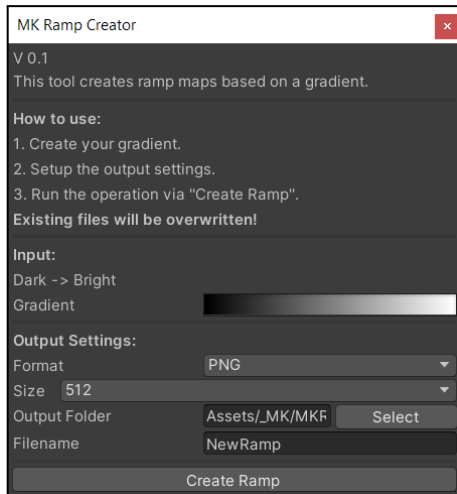 MK Ramp Creator
V 0.1
This tool creates ramp maps based on a gradient.
How to use:
1. Create your gradient.
2. Setup the output settings.
3. Run the operation via "Create Ramp".
Existing files will be overwritten!
Input:
Dark -> Bright
Gradient
Output Settings:
Format PNG
Size 512
Output Folder Assets/_MK/MKR Select
Filename NewRamp
Create Ramp